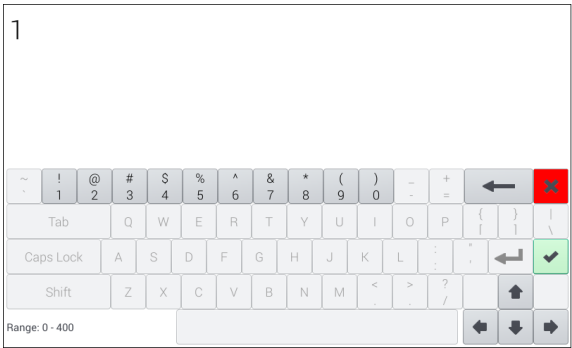 1
~ ! @ # $ % ^ & * ( ) _ +
` 1 2 3 4 5 6 7 8 9 0 - =
Tab Q W E R T Y U I O P { } |
[ ] \
Caps Lock A S D F G H J K L : "
; '
Shift Z X C V B N M < > ?
, . /
Range: 0 - 400